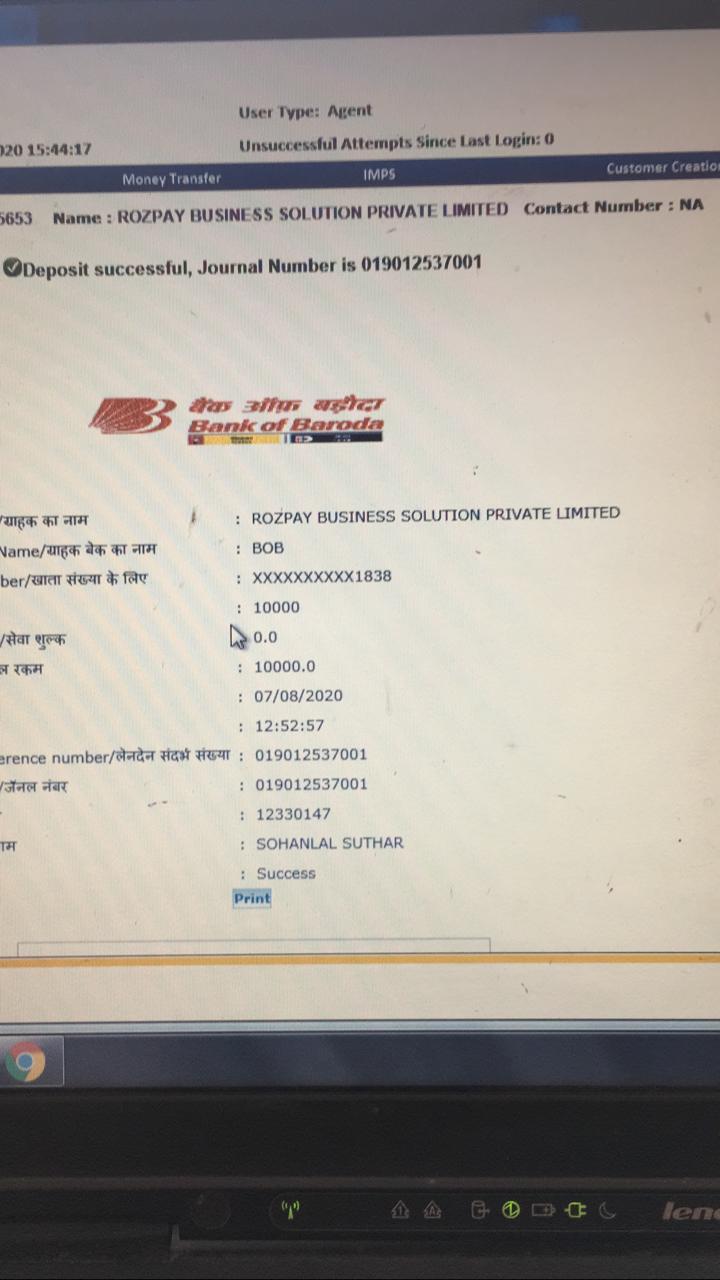 User Type: Agent
020 15:44:17
Unsuccessful Attempts Since Last Login: 0
Money Transfer IMPS Customer Creatio
5653 Name : ROZPAY BUSINESS SOLUTION PRIVATE LIMITED Contact Number : NA
Deposit successful, Journal Number is 019012537001
बैंक ऑफ़ बड़ौदा
Bank of Baroda
/ग्राहक का नाम : ROZPAY BUSINESS SOLUTION PRIVATE LIMITED
Name/ग्राहक बेक का नाम : BOB
ber/खाता संख्या के लिए : XXXXXXXXXX1838
: 10000
/सेवा शुल्क : 0.0
ल रकम : 10000.0
: 07/08/2020
: 12:52:57
erence number/लेनदेन संदर्भ संख्या : 019012537001
/जॅनल नंबर : 019012537001
: 12330147
ाम : SOHANLAL SUTHAR
: Success
Print
len